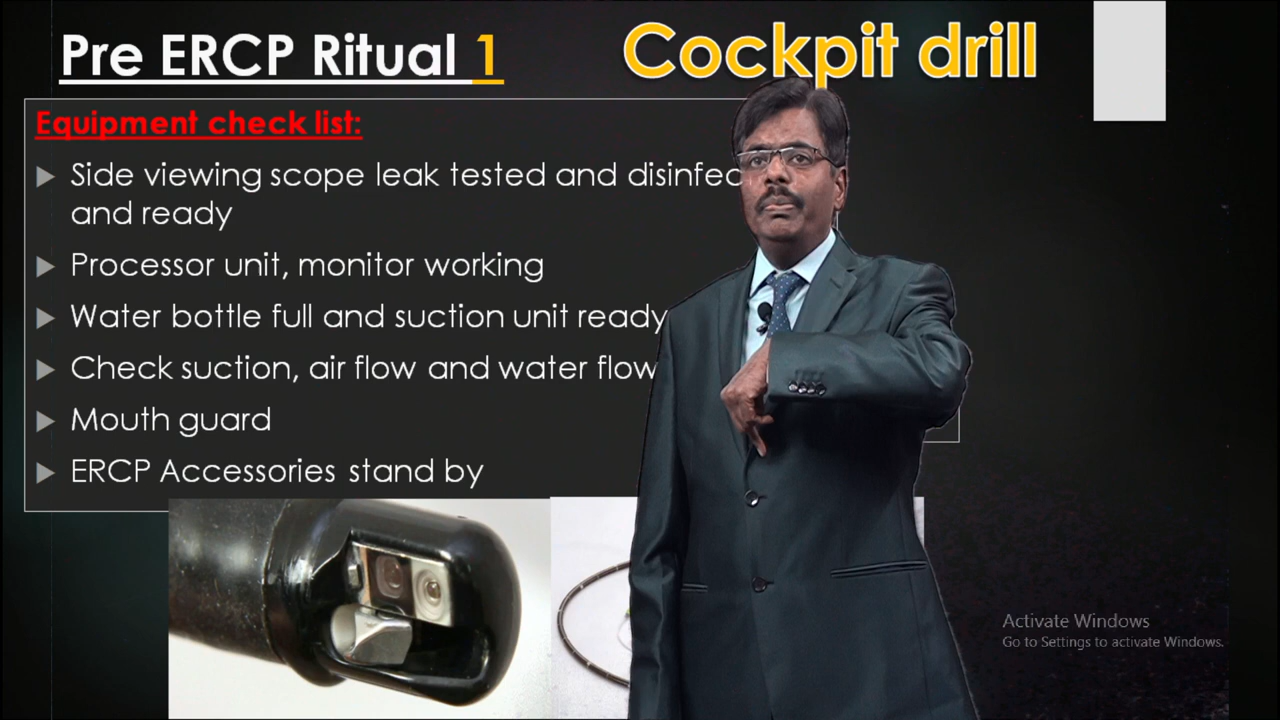 Pre ERCP Ritual 1
Cockpit drill
Equipment check list:
Side viewing scope leak tested and
and ready
Processor unit, monitor working
Water bottle full and suction unit ready
Check suction, air flow and water flow
Mouth guard
ERCP Accessories stand by
Activate Windows
Go to Settings to activate Windows.